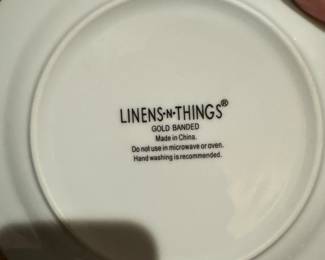 LINENS·N·THINGS®
GOLD BANDED
Made in China.
Do not use in microwave or oven.
Hand washing is recommended.